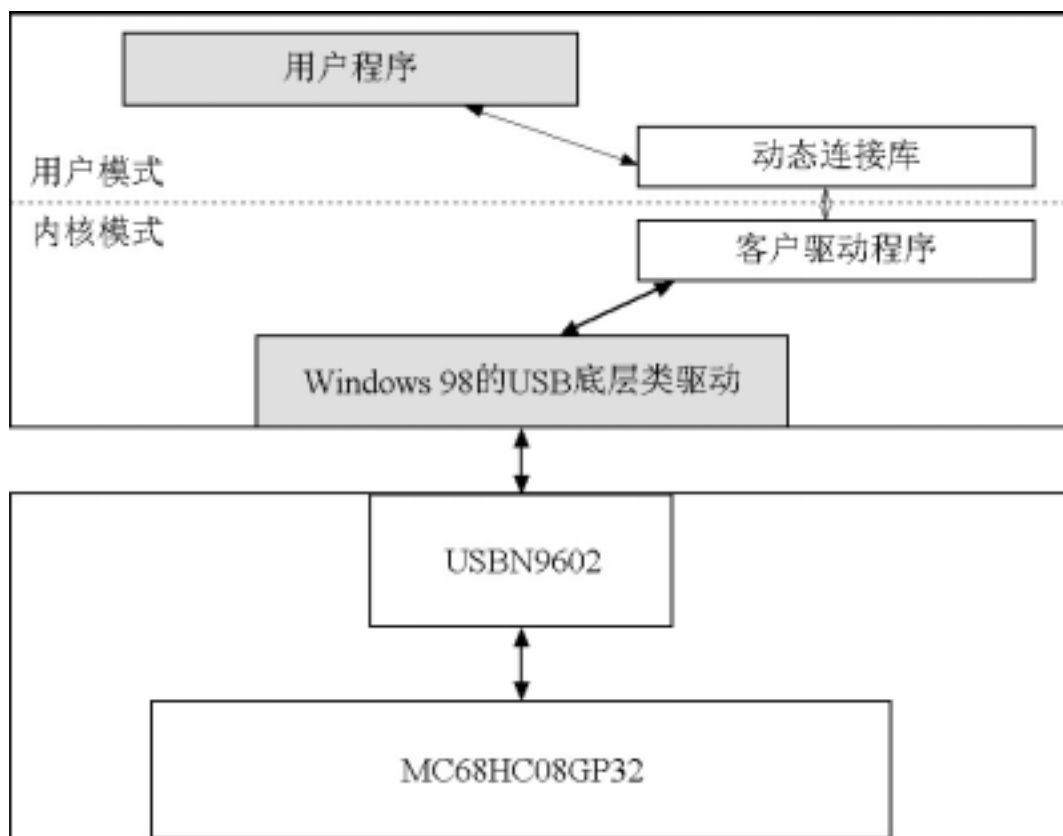 用户程序
动态连接库
用户模式
内核模式
客户驱动程序
Windows 98的USB底层类驱动
USBN9602
MC68HC08GP32